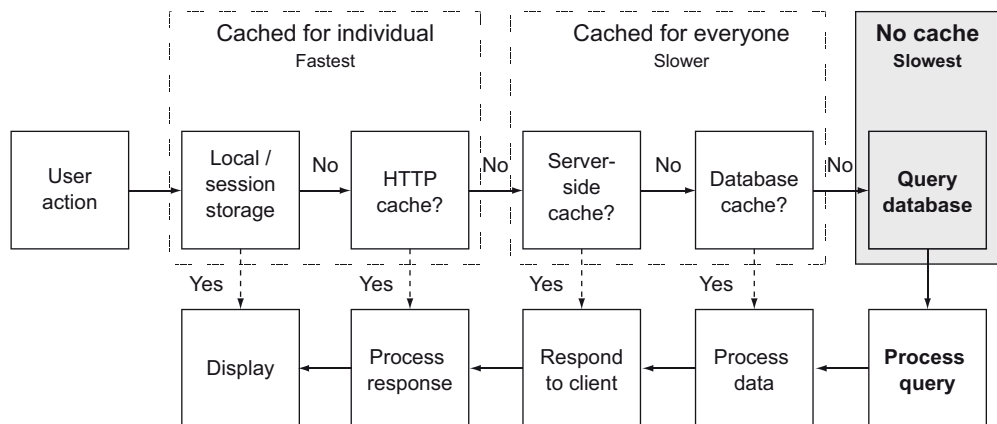 Cached for individual
Fastest
Cached for everyone
Slower
No cache
Slowest
User
action
Local /
session
storage
No
HTTP
cache?
No
Server-
side
cache?
No
Database
cache?
No
Query
database
Yes
Yes
Yes
Yes
Display
Process
response
Respond
to client
Process
data
Process
query